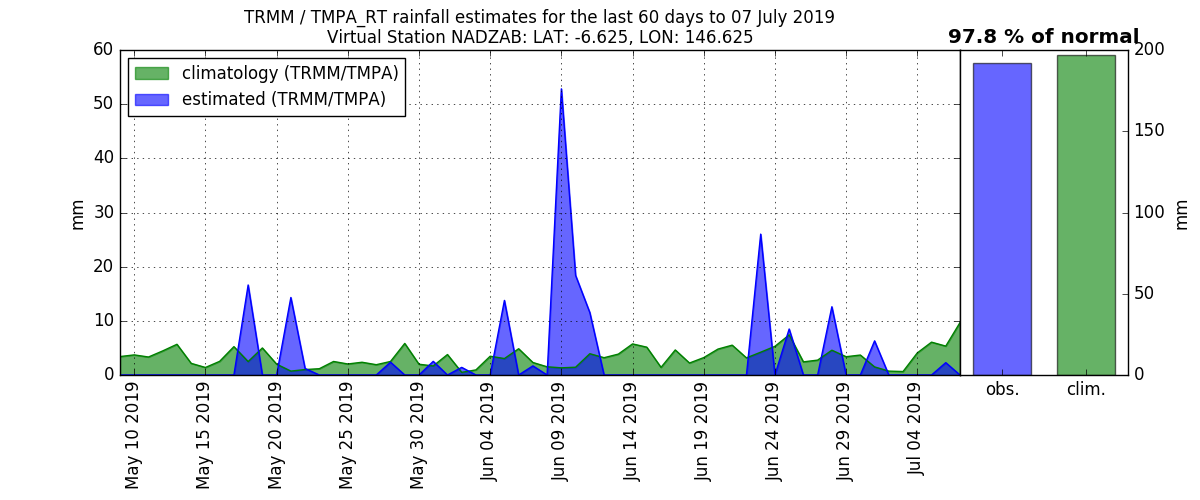 TRMM / TMPA_RT rainfall estimates for the last 60 days to 07 July 2019
Virtual Station NADZAB: LAT: -6.625, LON: 146.625
97.8 % of normal
climatology (TRMM/TMPA)
estimated (TRMM/TMPA)
mm
60
50
40
30
20
10
0
200
150
100
50
0
mm
May 10 2019
May 15 2019
May 20 2019
May 25 2019
May 30 2019
Jun 04 2019
Jun 09 2019
Jun 14 2019
Jun 19 2019
Jun 24 2019
Jun 29 2019
Jul 04 2019
obs.
clim.